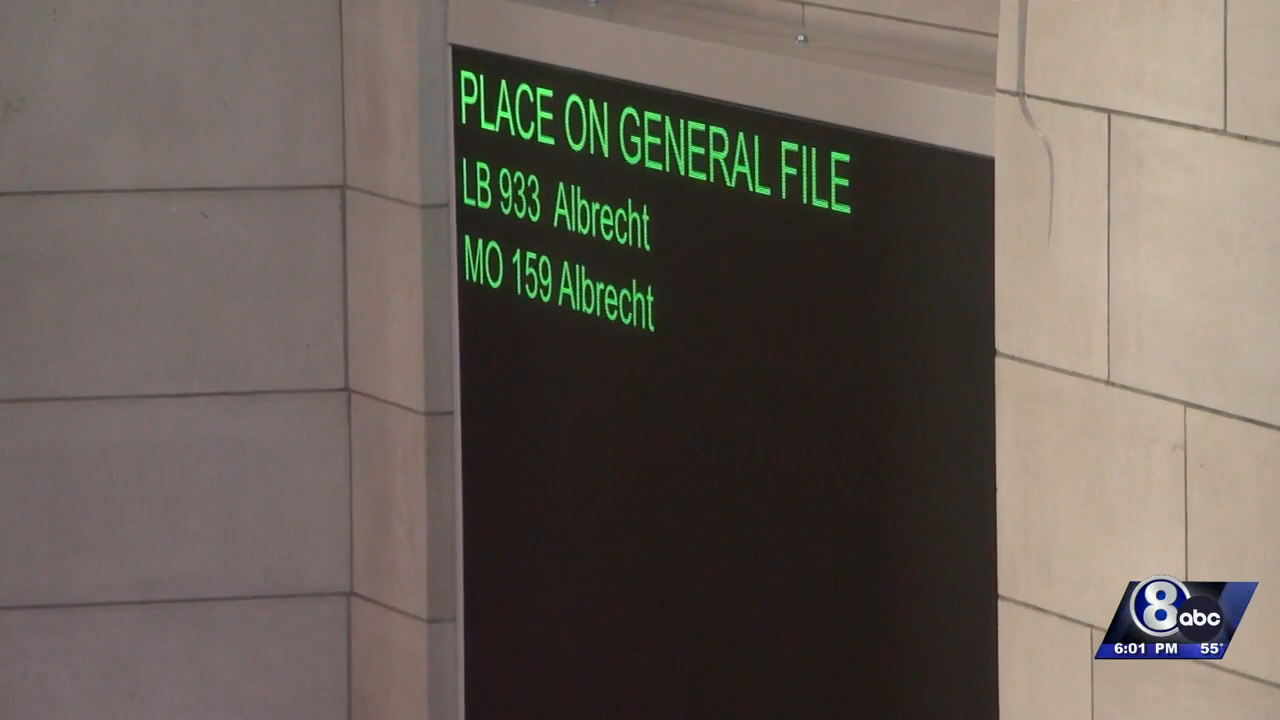 PLACE ON GENERAL FILE
LB 933 Albrecht
MO 159 Albrecht
8 abc
6:01 PM 55°